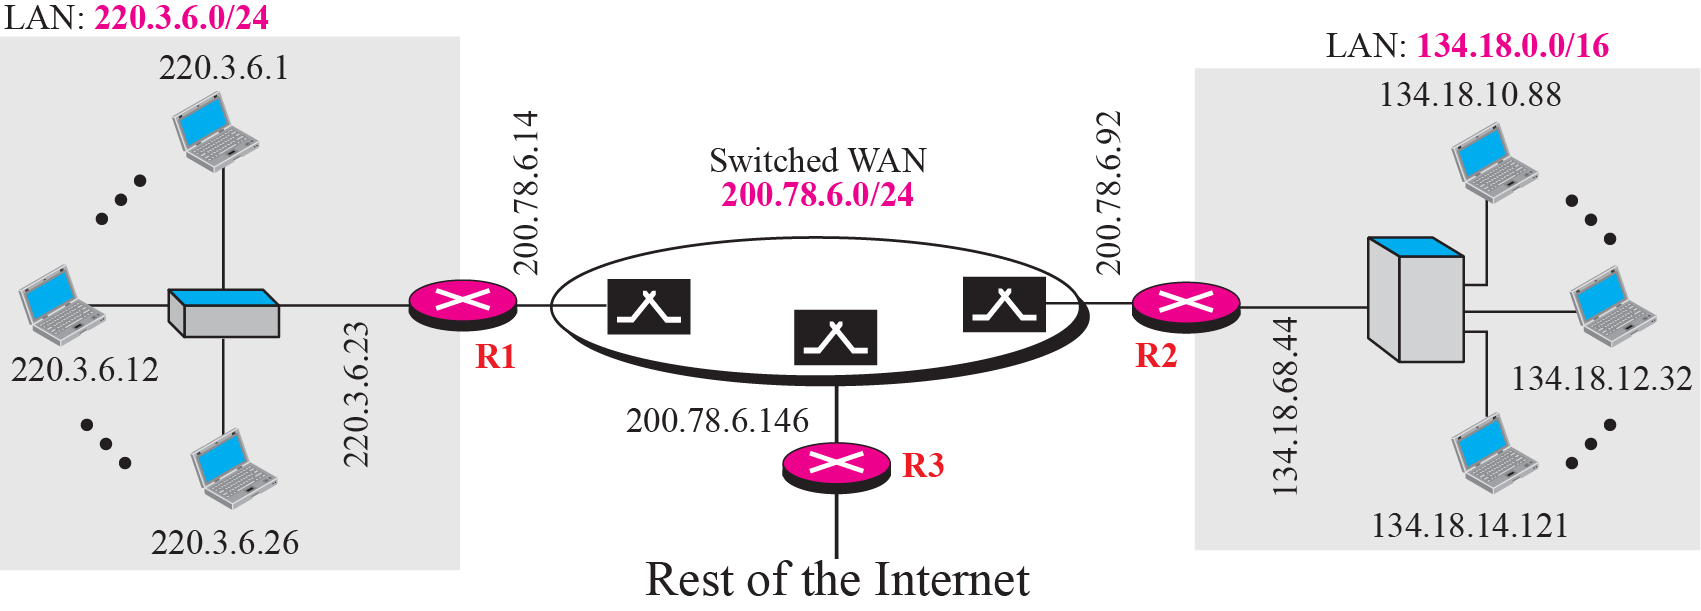 LAN: 220.3.6.0/24
220.3.6.1
220.3.6.12
220.3.6.26
220.3.6.23
R1
200.78.6.14
Switched WAN
200.78.6.0/24
200.78.6.146
R3
Rest of the Internet
200.78.6.92
R2
LAN: 134.18.0.0/16
134.18.10.88
134.18.68.44
134.18.12.32
134.18.14.121